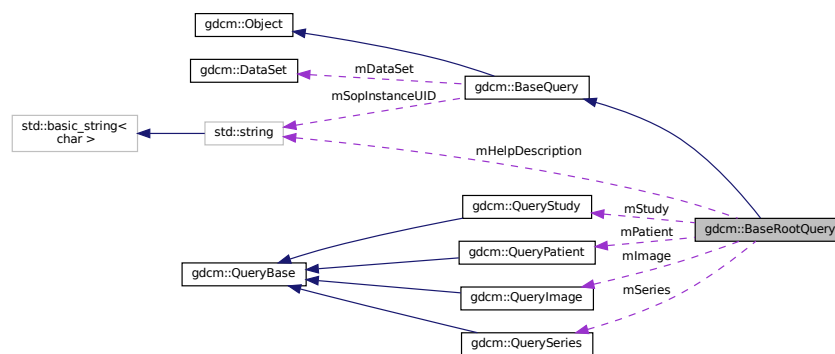 gdcm::Object
gdcm::DataSet
mDataSet
gdcm::BaseQuery
mSopInstanceUID
std::basic_string<
char >
std::string
mHelpDescription
gdcm::QueryStudy
mStudy
gdcm::BaseRootQuery
mPatient
gdcm::QueryPatient
mImage
gdcm::QueryBase
gdcm::QueryImage
mSeries
gdcm::QuerySeries